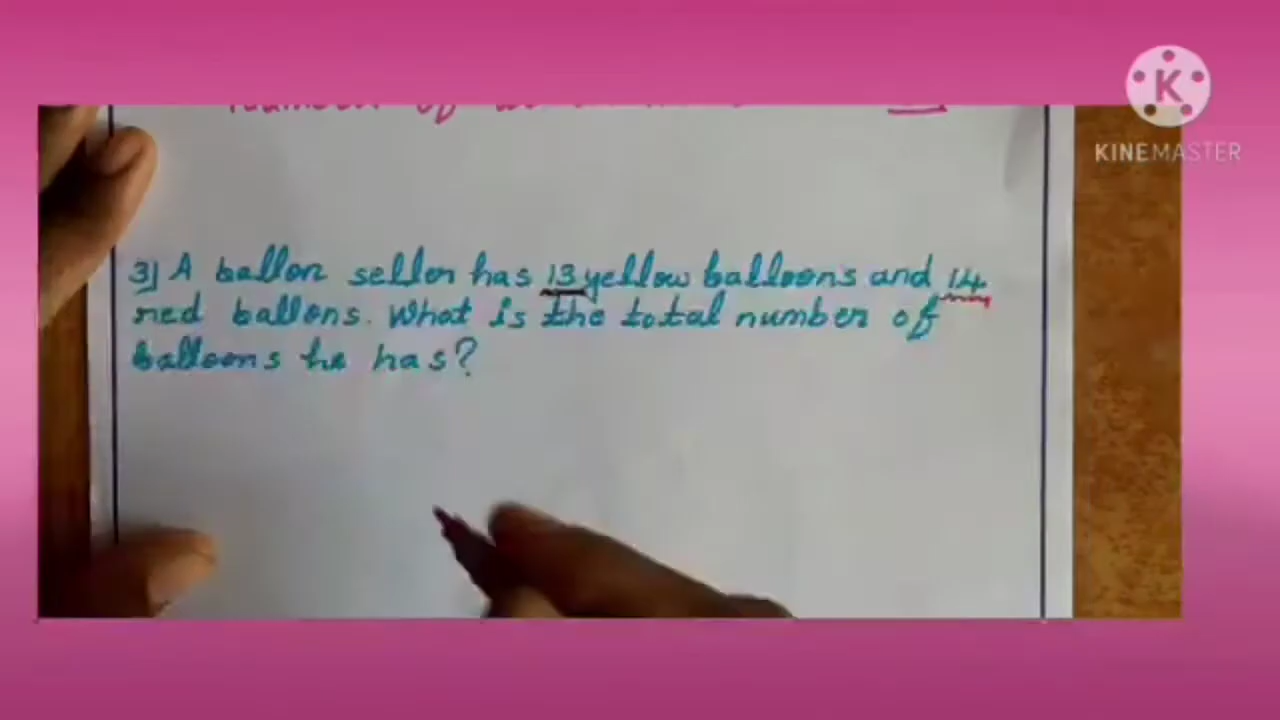 of
3) A ballon seller has 13 yellow balloons and 14
red ballons. What is the total number of
balloons he has?
K
KINEMASTER